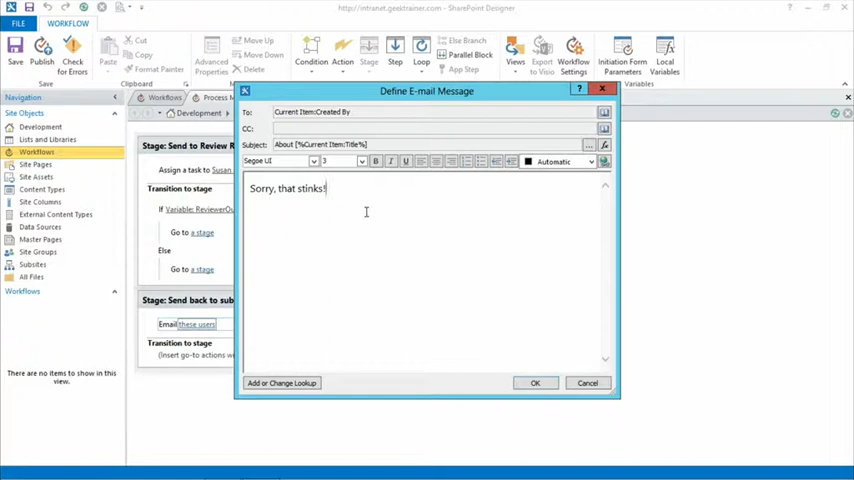 http://intranet.geektrainer.com/ - SharePoint Designer
FILE
WORKFLOW
Save
Publish
Check
for Errors
Save
Paste
Cut
Copy
Format Painter
Advanced
Properties
Move Up
Move Down
Delete
Condition
Action
Stage
Step
Loop
Else Branch
Parallel Block
App Step
Views
Export
to Visio
Workflow
Settings
Initiation Form
Parameters
Local
Variables
Variables
Navigation
Site Objects
Development
Lists and Libraries
Workflows
Site Pages
Site Assets
Content Types
Site Columns
External Content Types
Data Sources
Master Pages
Site Groups
Subsites
All Files
Workflows
There are no items to show in this
view.
Workflows
Process M
Development
Stage: Send to Review R
Assign a task to Susan
Transition to stage
If Variable: ReviewerOu
Go to a stage
Else
Go to a stage
Stage: Send back to sub
Email these users
Transition to stage
(Insert go-to actions w
Define E-mail Message
?
To:
Current Item:Created By
CC:
Subject:
About [%Current Item:Title%]
...
fx
Segoe UI
3
B I U
Automatic
Sorry, that stinks!
Add or Change Lookup
OK
Cancel